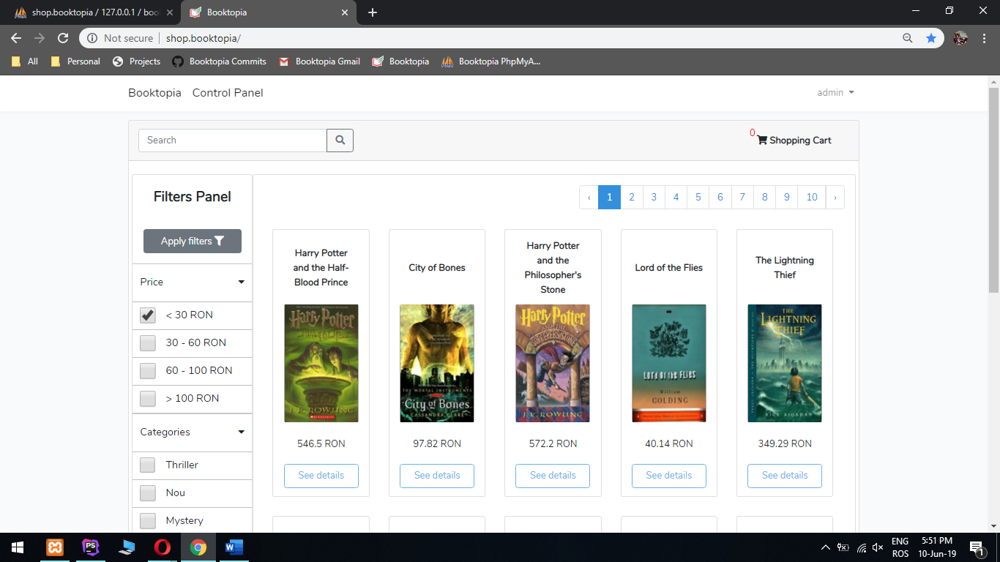 shop.booktopia / 127.0.0.1 / boo
Booktopia
Not secure
shop.booktopia/
All
Personal
Projects
Booktopia Commits
Booktopia Gmail
Booktopia
Booktopia PhpMyA...
Booktopia
Control Panel
admin
Search
0
Shopping Cart
Filters Panel
Apply filters
Price
< 30 RON
30 - 60 RON
60 - 100 RON
> 100 RON
Categories
Thriller
Nou
Mystery
‹ 1 2 3 4 5 6 7 8 9 10 ›
Harry Potter
and the Half-
Blood Prince
Harry Potter
J.K. ROWLING
546.5 RON
See details
City of Bones
THE MORTAL INSTRUMENTS
City of Bones
CASSANDRA CLARE
97.82 RON
See details
Harry Potter
and the
Philosopher's
Stone
Harry Potter
AND THE
SORCERER'S STONE
J. K. ROWLING
572.2 RON
See details
Lord of the Flies
Lord of the Flies
William
GOLDING
40.14 RON
See details
The Lightning
Thief
THE
LIGHTNING
THIEF
RICK RIORDAN
349.29 RON
See details
PS
W
ENG
ROS
5:51 PM
10-Jun-19
1